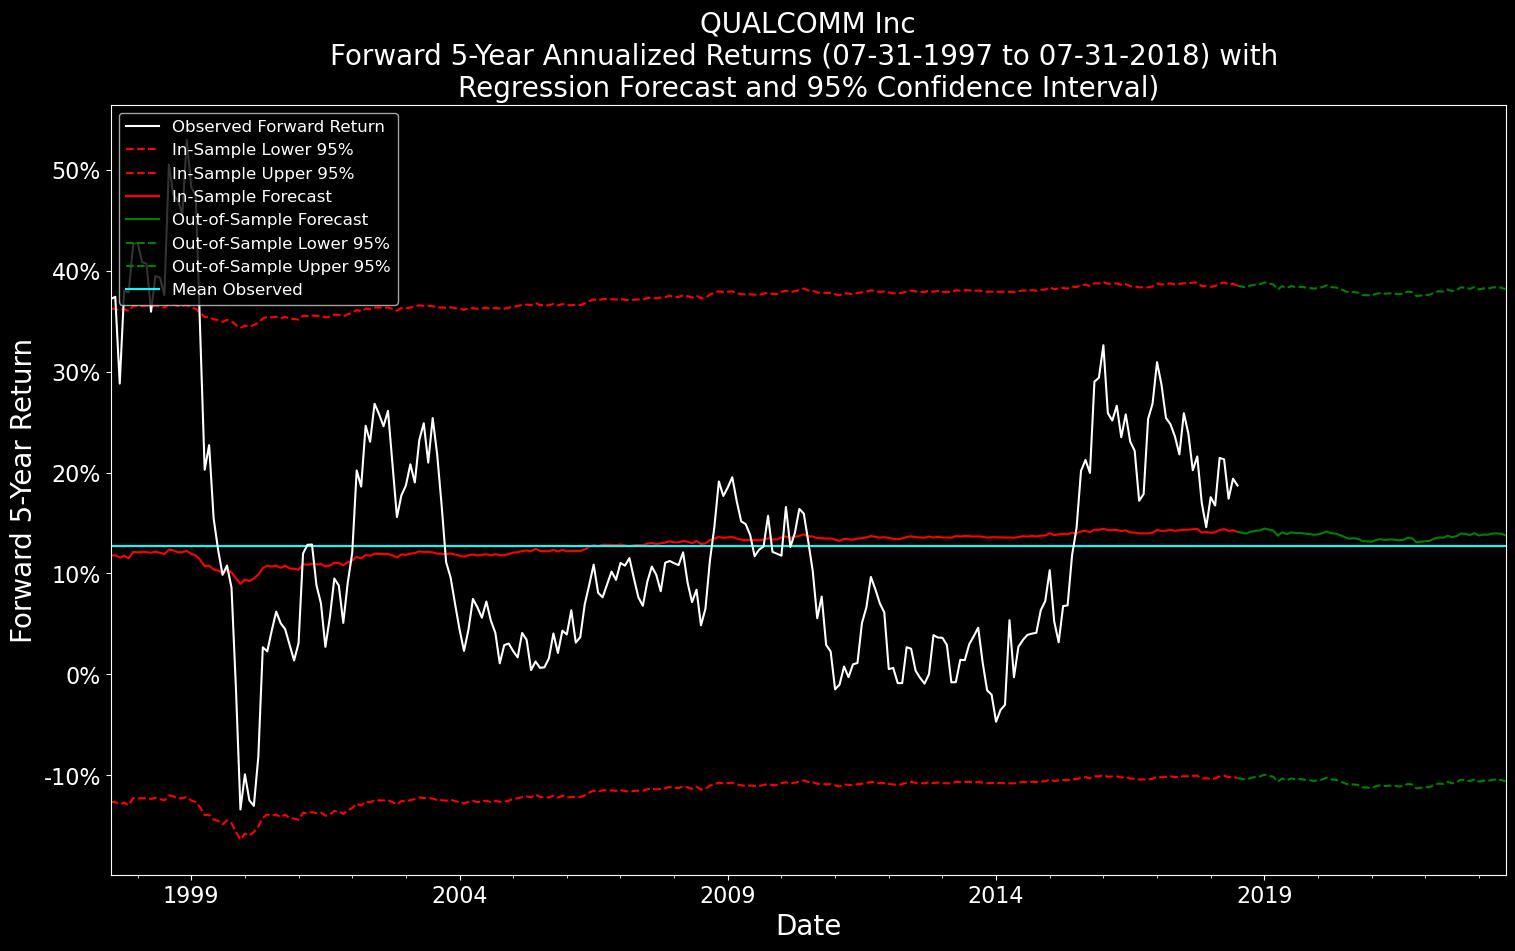 QUALCOMM Inc
Forward 5-Year Annualized Returns (07-31-1997 to 07-31-2018) with
Regression Forecast and 95% Confidence Interval)
Observed Forward Return
In-Sample Lower 95%
In-Sample Upper 95%
In-Sample Forecast
Out-of-Sample Forecast
Out-of-Sample Lower 95%
Out-of-Sample Upper 95%
Mean Observed
Forward 5-Year Return
50%
40%
30%
20%
10%
0%
-10%
1999
2004
2009
2014
2019
Date